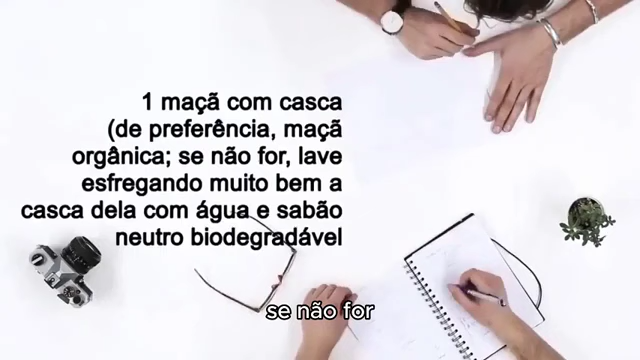 1 maçã com casca
(de preferência, maçã
orgânica; se não for, lave
esfregando muito bem a
casca dela com água e sabão
neutro biodegradável
se não for